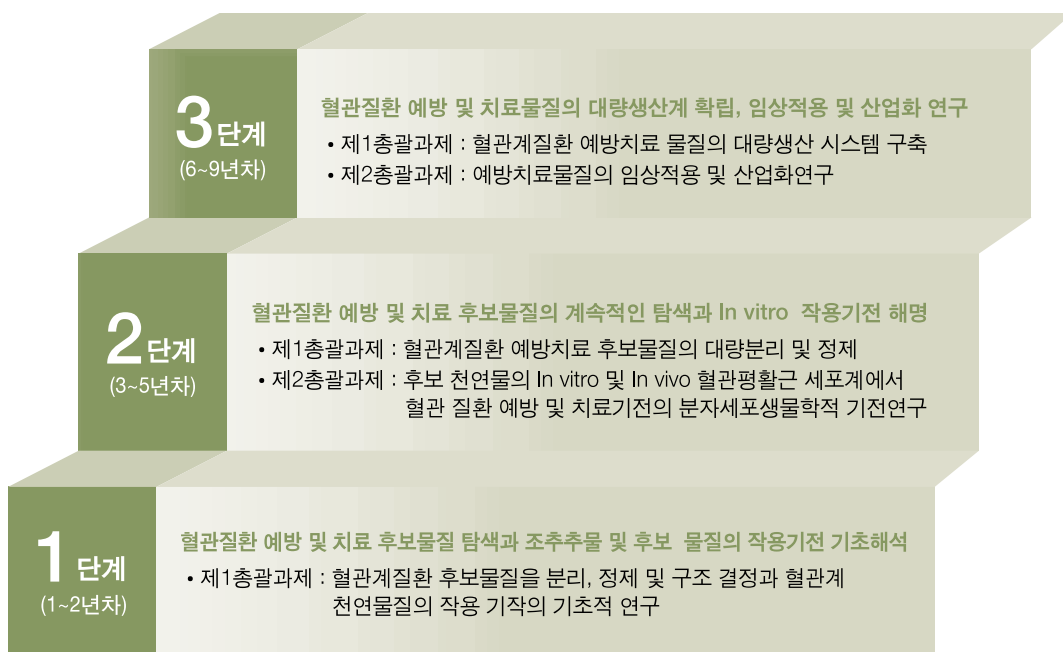 3단계
(6~9년차)
혈관질환 예방 및 치료물질의 대량생산계 확립, 임상적용 및 산업화 연구
• 제1총괄과제 : 혈관계질환 예방치료 물질의 대량생산 시스템 구축
• 제2총괄과제 : 예방치료물질의 임상적용 및 산업화연구
2단계
(3~5년차)
혈관질환 예방 및 치료 후보물질의 계속적인 탐색과 In vitro 작용기전 해명
• 제1총괄과제 : 혈관계질환 예방치료 후보물질의 대량분리 및 정제
• 제2총괄과제 : 후보 천연물의 In vitro 및 In vivo 혈관평활근 세포계에서
혈관 질환 예방 및 치료기전의 분자세포생물학적 기전연구
1단계
(1~2년차)
혈관질환 예방 및 치료 후보물질 탐색과 조추추물 및 후보 물질의 작용기전 기초해석
• 제1총괄과제 : 혈관계질환 후보물질을 분리, 정제 및 구조 결정과 혈관계
천연물질의 작용 기작의 기초적 연구